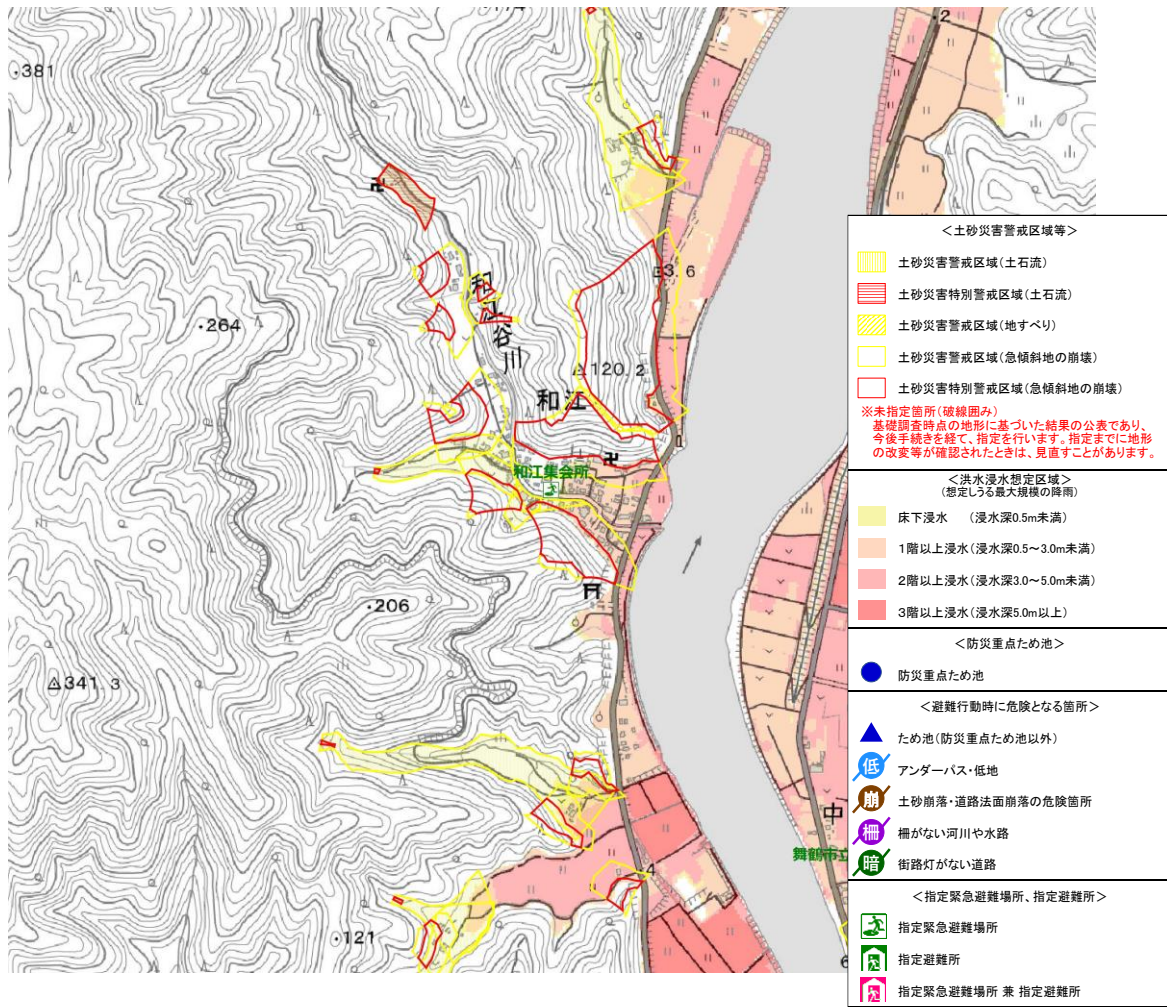 174
・2
・381
3.6
・264
和江谷川
120.2
和江
和江集会所
・206
341.3
中
舞鶴市立
4
・121
6
＜土砂災害警戒区域等＞
土砂災害警戒区域（土石流）
土砂災害特別警戒区域（土石流）
土砂災害警戒区域（地すべり）
土砂災害警戒区域（急傾斜地の崩壊）
土砂災害特別警戒区域（急傾斜地の崩壊）
※未指定箇所（破線囲み）
基礎調査時点の地形に基づいた結果の公表であり、
今後手続きを経て、指定を行います。指定までに地形
の改変等が確認されたときは、見直すことがあります。
＜洪水浸水想定区域＞
（想定しうる最大規模の降雨）
床下浸水　（浸水深0.5m未満）
1階以上浸水（浸水深0.5～3.0m未満）
2階以上浸水（浸水深3.0～5.0m未満）
3階以上浸水（浸水深5.0m以上）
＜防災重点ため池＞
防災重点ため池
＜避難行動時に危険となる箇所＞
ため池（防災重点ため池以外）
低 アンダーパス・低地
崩 土砂崩落・道路法面崩落の危険箇所
柵 柵がない河川や水路
暗 街路灯がない道路
＜指定緊急避難場所、指定避難所＞
指定緊急避難場所
指定避難所
指定緊急避難場所 兼 指定避難所